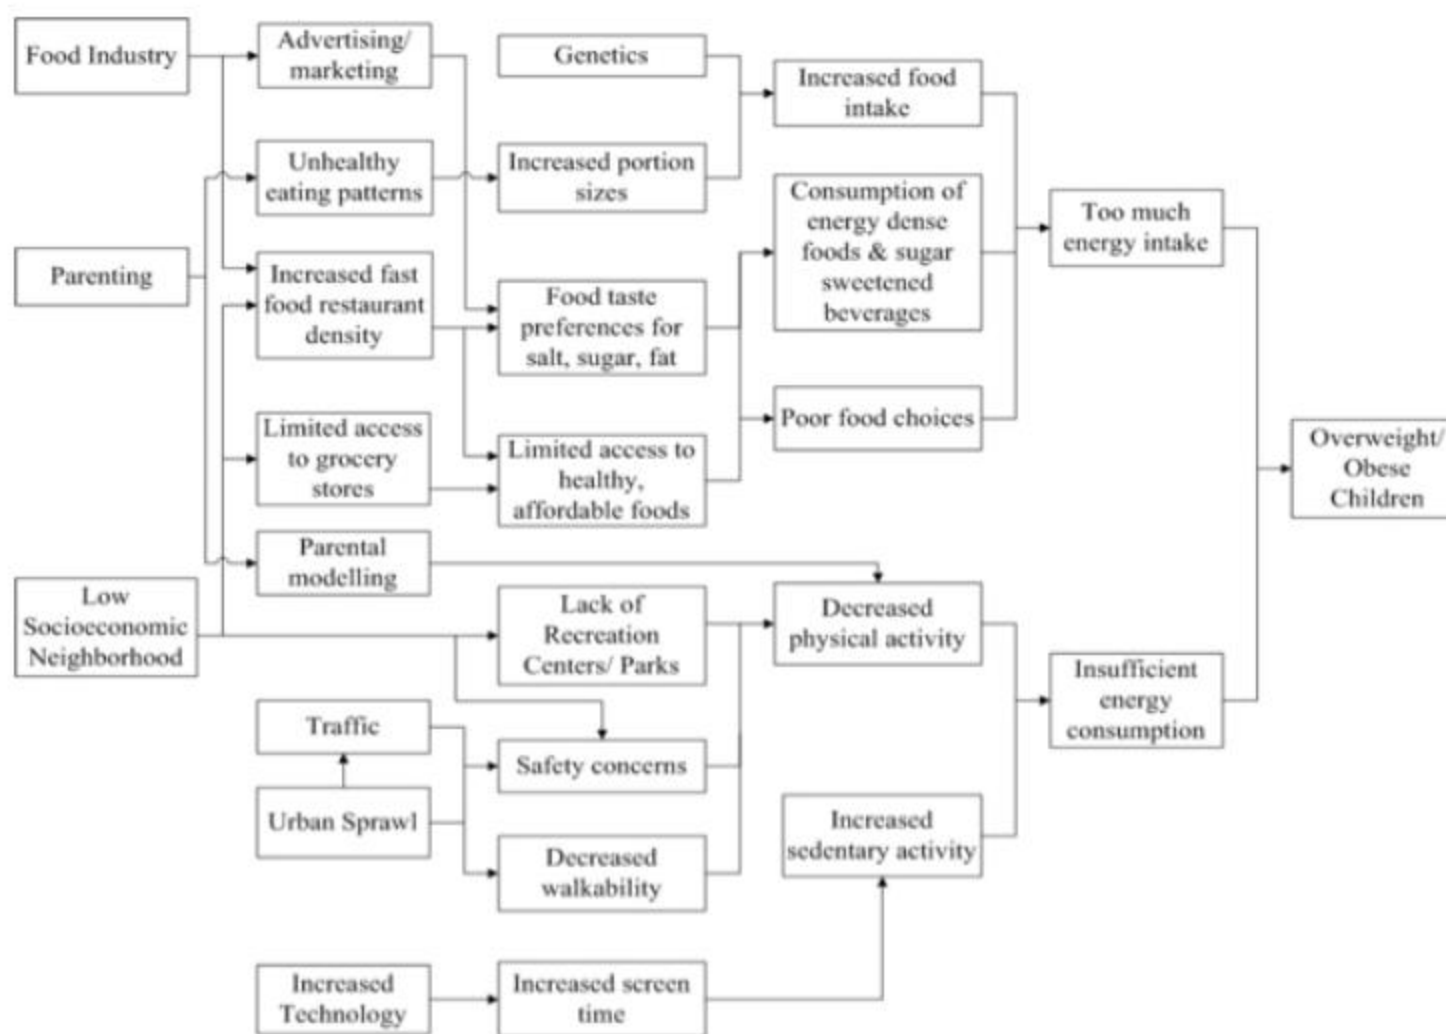 Food Industry
Advertising/
marketing
Genetics
Increased food
intake
Unhealthy
eating patterns
Increased portion
sizes
Consumption of
energy dense
foods & sugar
sweetened
beverages
Too much
energy intake
Parenting
Increased fast
food restaurant
density
Food taste
preferences for
salt, sugar, fat
Poor food choices
Limited access
to grocery
stores
Limited access to
healthy,
affordable foods
Overweight/
Obese
Children
Parental
modelling
Low
Socioeconomic
Neighborhood
Lack of
Recreation
Centers/ Parks
Decreased
physical activity
Insufficient
energy
consumption
Traffic
Safety concerns
Urban Sprawl
Increased
sedentary activity
Decreased
walkability
Increased
Technology
Increased screen
time